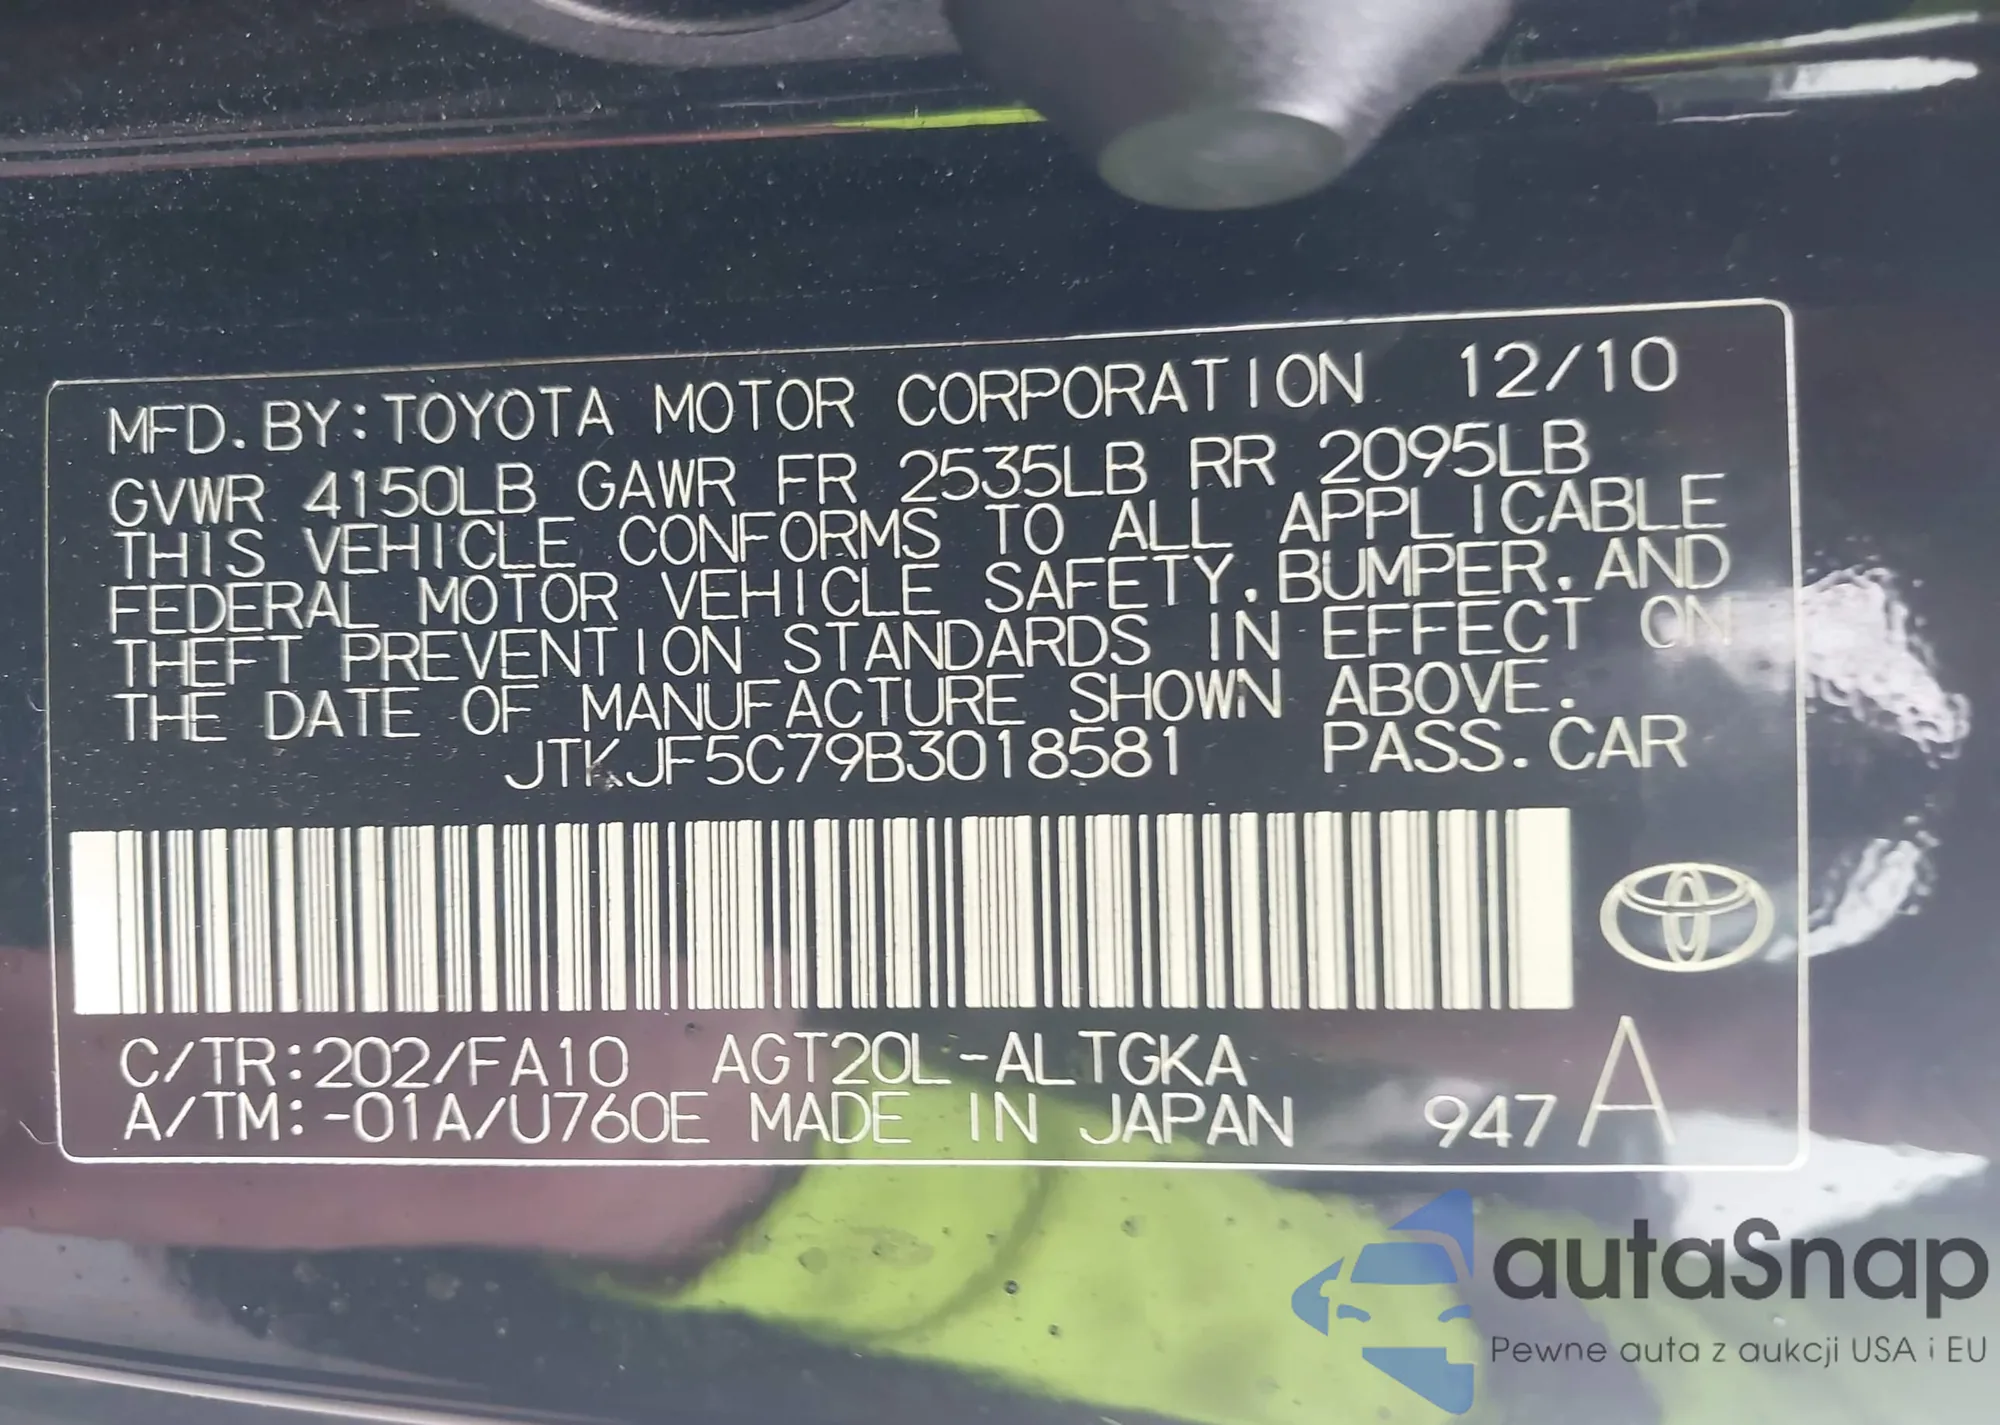 MFD.BY:TOYOTA MOTOR CORPORATION 12/10
GVWR 4150LB GAWR FR 2535LB RR 2095LB
THIS VEHICLE CONFORMS TO ALL APPLICABLE
FEDERAL MOTOR VEHICLE SAFETY,BUMPER,AND
THEFT PREVENTION STANDARDS IN EFFECT ON
THE DATE OF MANUFACTURE SHOWN ABOVE.
JTKJF5C79B3018581 PASS.CAR
C/TR:202/FA10 AGT20L-ALTGKA
A/TM:-01A/U760E MADE IN JAPAN 947 A
autaSnap
Pewne auta z aukcji USA i EU